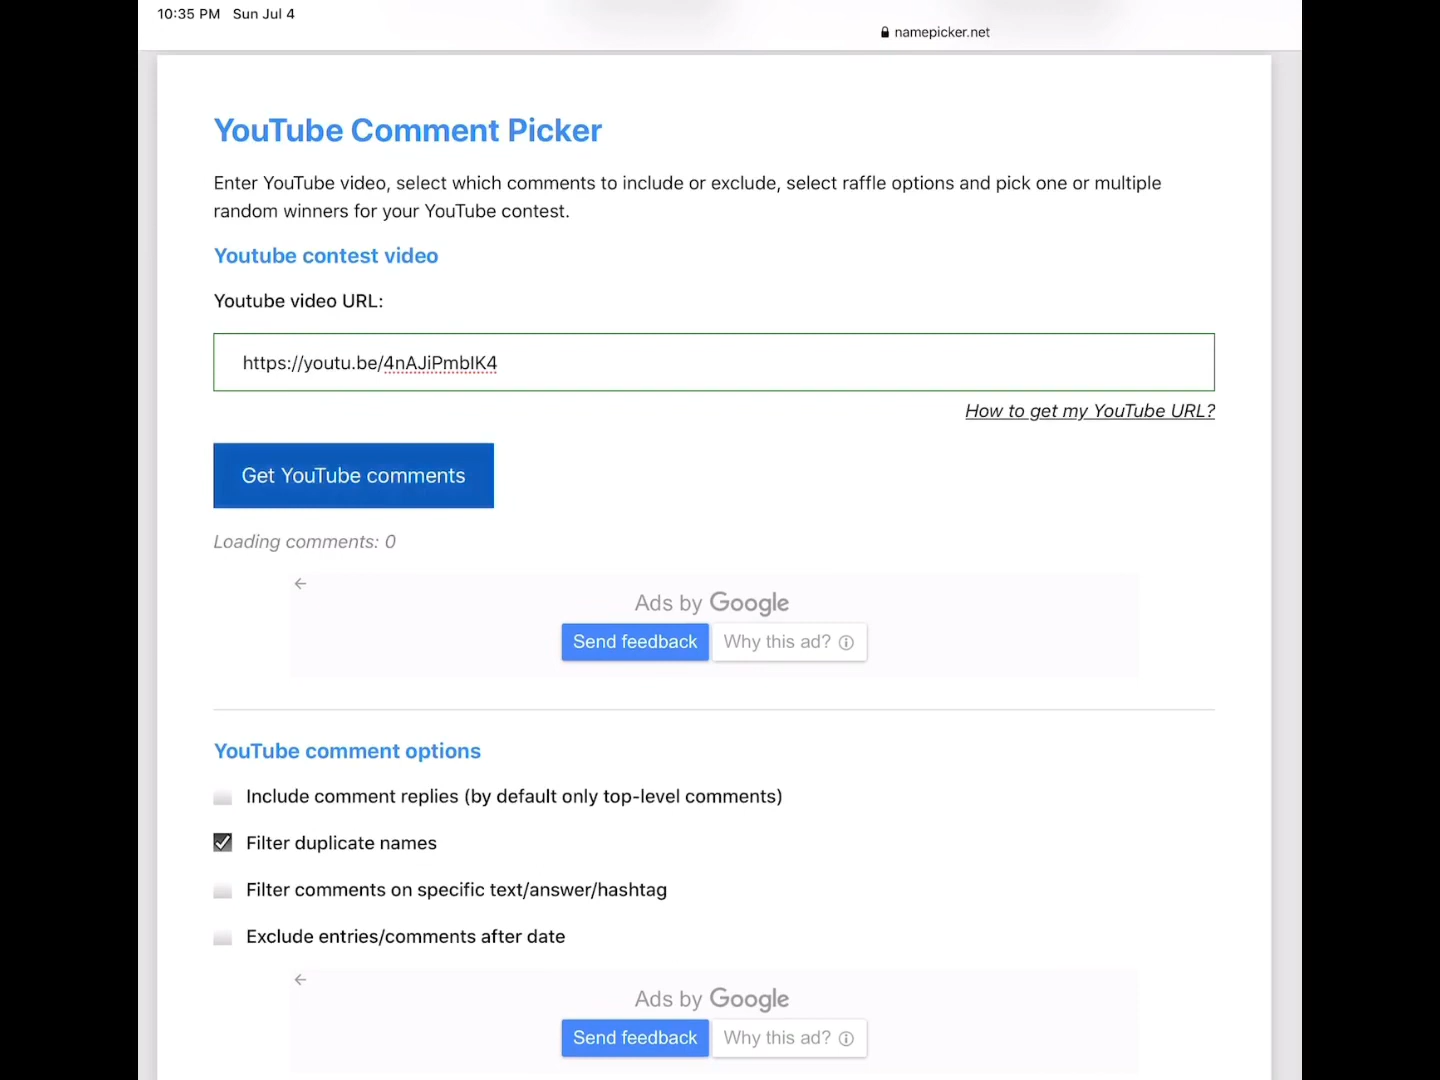 10:35 PM Sun Jul 4
namepicker.net
YouTube Comment Picker
Enter YouTube video, select which comments to include or exclude, select raffle options and pick one or multiple
random winners for your YouTube contest.
Youtube contest video
Youtube video URL:
https://youtu.be/4nAJiPmbIK4
How to get my YouTube URL?
Get YouTube comments
Loading comments: 0
Ads by Google
Send feedback Why this ad?
YouTube comment options
Include comment replies (by default only top-level comments)
Filter duplicate names
Filter comments on specific text/answer/hashtag
Exclude entries/comments after date
Ads by Google
Send feedback Why this ad?